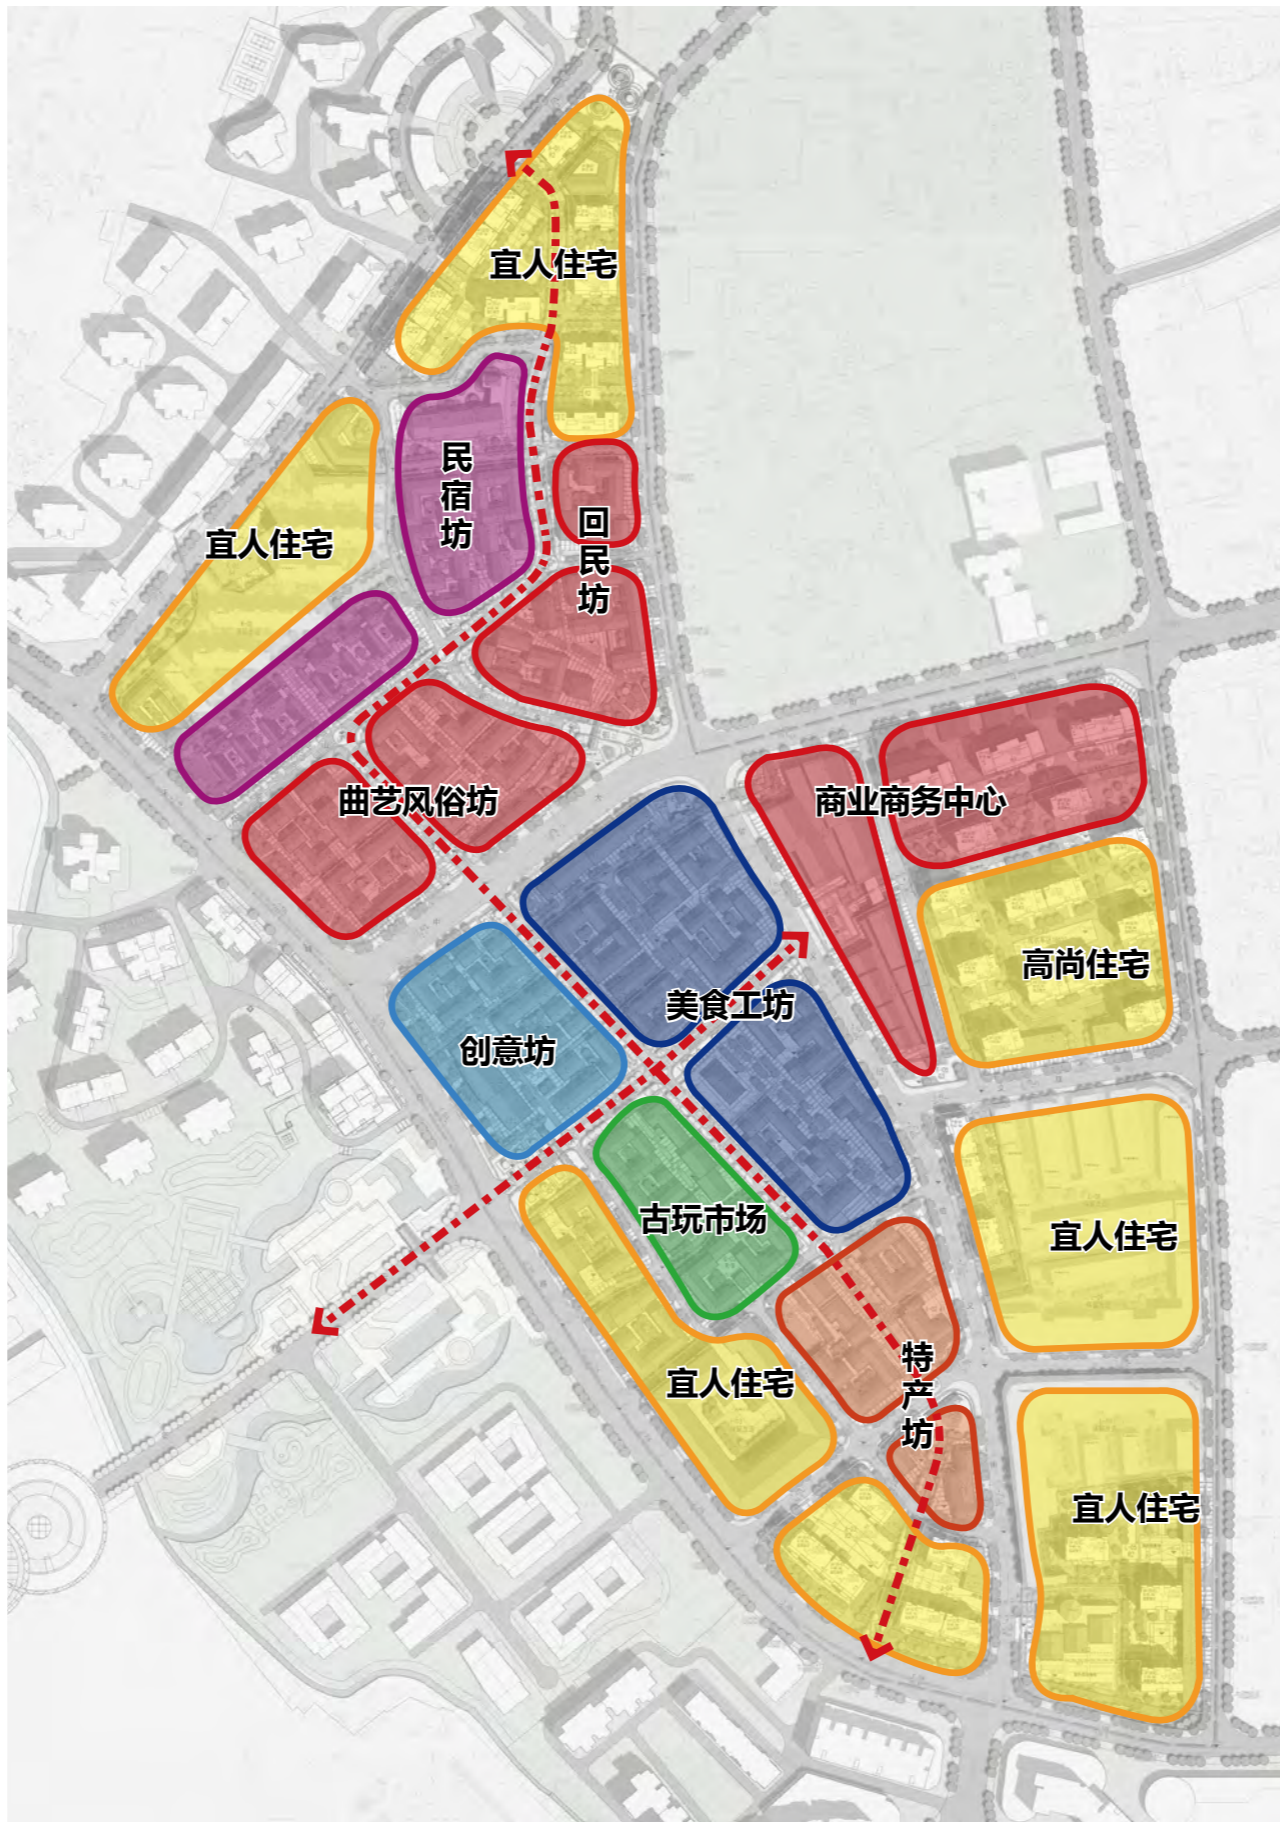 宜人住宅
民宿坊
回民坊
宜人住宅
曲艺风俗坊
商业商务中心
高尚住宅
美食工坊
创意坊
古玩市场
宜人住宅
特产坊
宜人住宅
宜人住宅